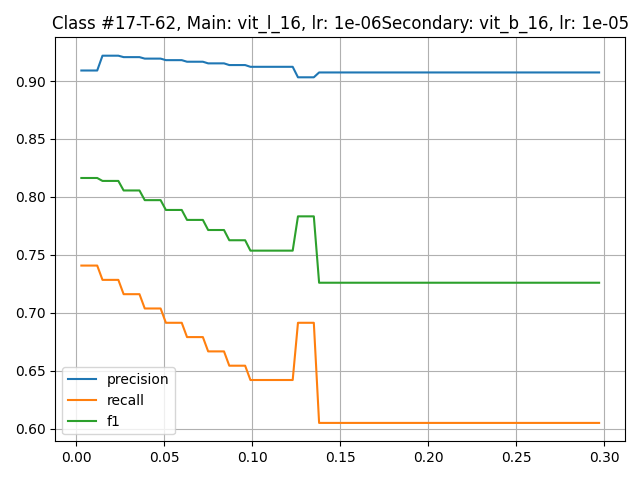 Class #17-T-62, Main: vit_l_16, lr: 1e-06Secondary: vit_b_16, lr: 1e-05
0.90
0.85
0.80
0.75
0.70
0.65
0.60
precision
recall
f1
0.00 0.05 0.10 0.15 0.20 0.25 0.30